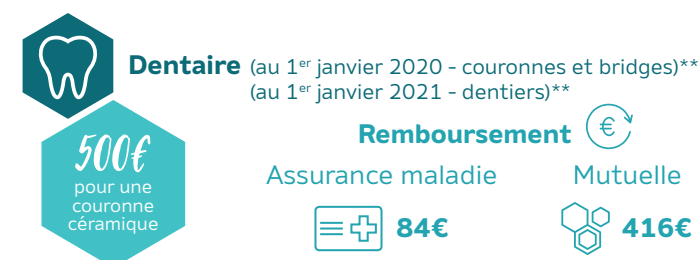 Dentaire (au 1er janvier 2020 - couronnes et bridges)**
(au 1er janvier 2021 - dentiers)**
500€
pour une
couronne
céramique
Remboursement €
Assurance maladie
84€
Mutuelle
416€